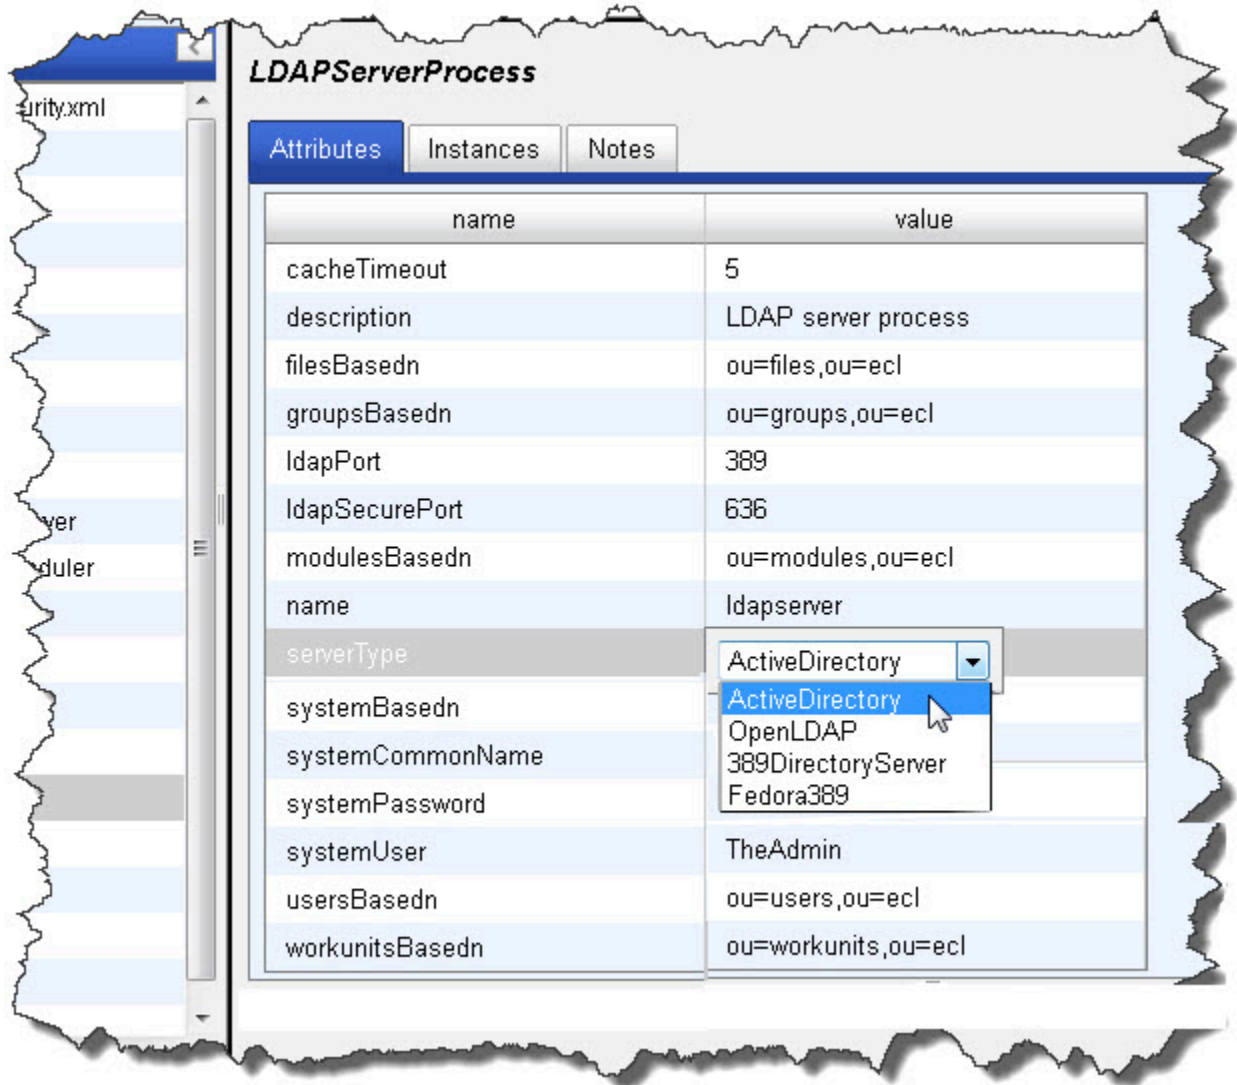 LDAPServerProcess
urity.xml
Attributes Instances Notes
name value
cacheTimeout 5
description LDAP server process
filesBasedn ou=files,ou=ecl
groupsBasedn ou=groups,ou=ecl
ldapPort 389
ldapSecurePort 636
ver
modulesBasedn ou=modules,ou=ecl
duler
name ldapserver
serverType ActiveDirectory
ActiveDirectory
OpenLDAP
389DirectoryServer
Fedora389
systemBasedn
systemCommonName
systemPassword
systemUser TheAdmin
usersBasedn ou=users,ou=ecl
workunitsBasedn ou=workunits,ou=ecl